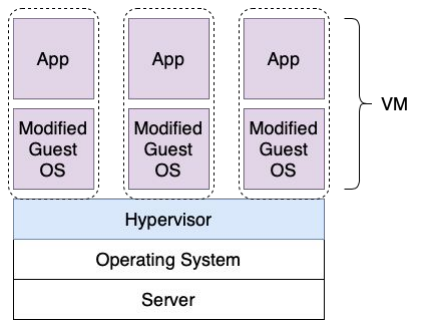 App
App
App
VM
Modified
Guest
OS
Modified
Guest
OS
Modified
Guest
OS
Hypervisor
Operating System
Server